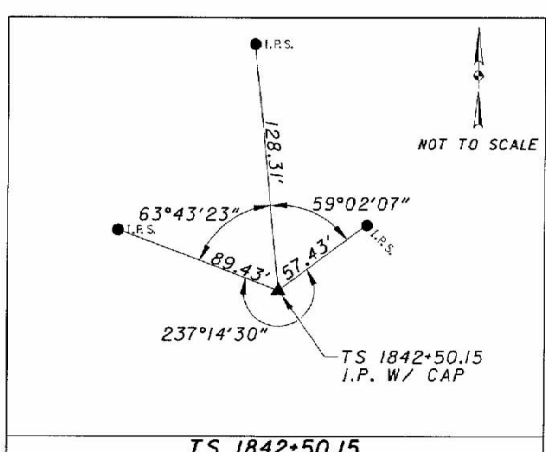 I.P.S.
NOT TO SCALE
128.31'
63°43'23"
59°02'07"
I.P.S.
I.P.S.
89.43'
57.43'
237°14'30"
TS 1842+50.15
I.P. W/ CAP
TS 1842+50.15